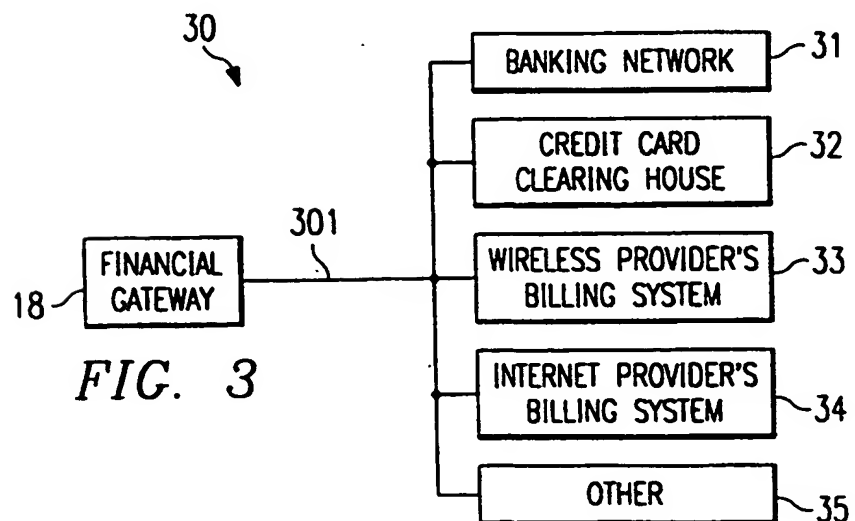 30
BANKING NETWORK
31
CREDIT CARD
CLEARING HOUSE
32
301
FINANCIAL
GATEWAY
18
WIRELESS PROVIDER'S
BILLING SYSTEM
33
FIG. 3
INTERNET PROVIDER'S
BILLING SYSTEM
34
OTHER
35